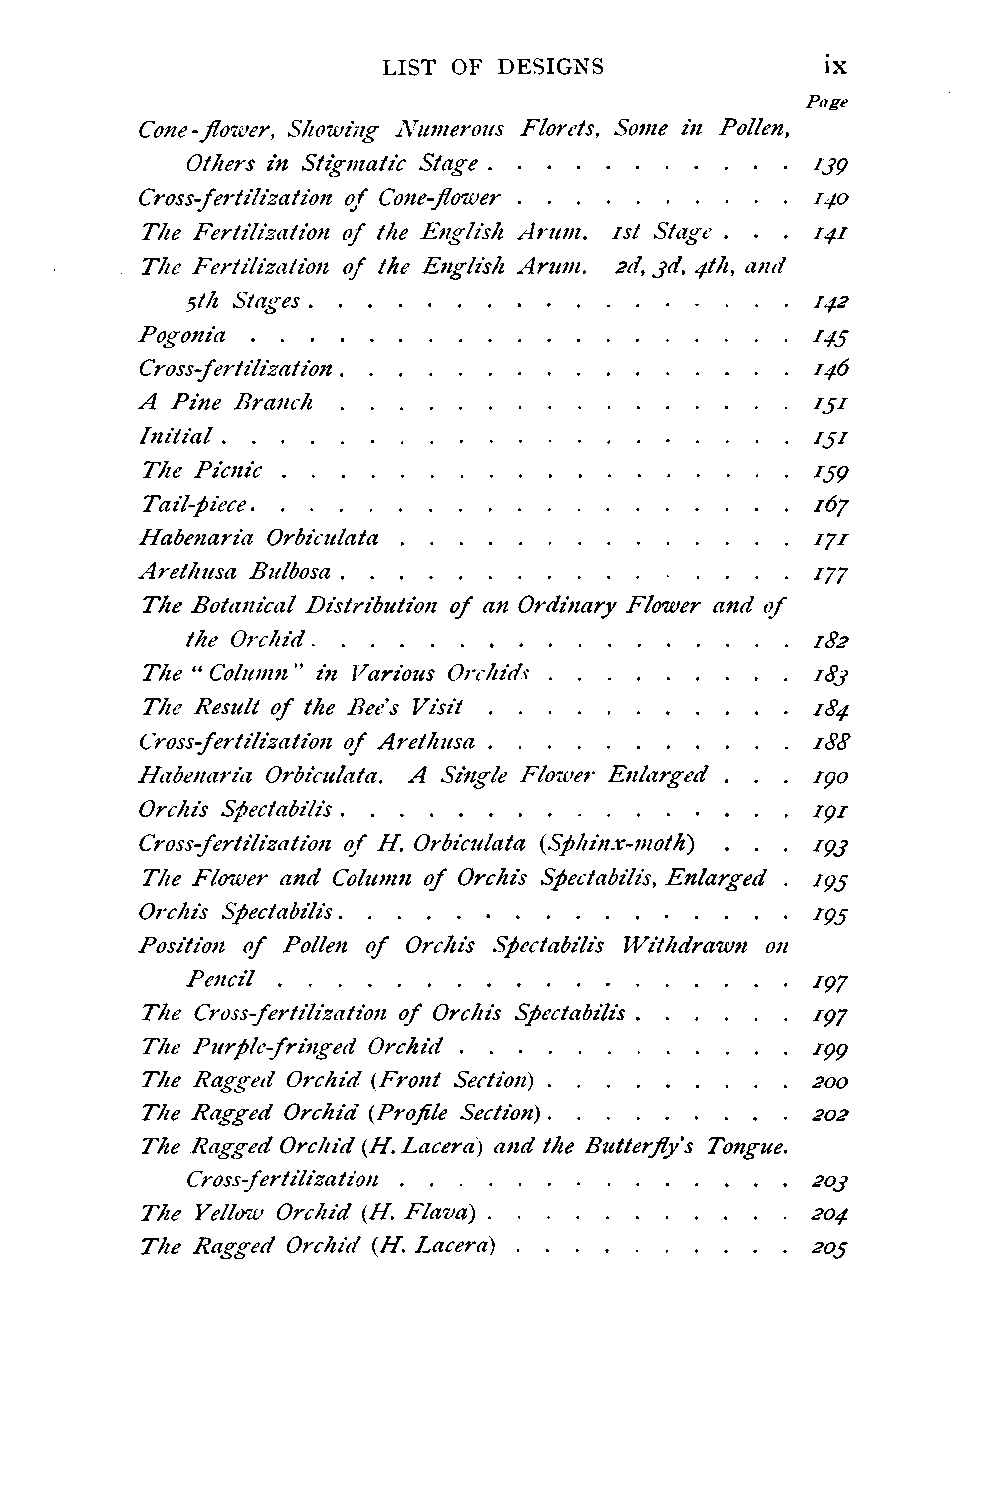 LIST OF DESIGNS ix
Page
Cone-flower, Showing Numerous Florets, Some in Pollen,
Others in Stigmatic Stage . . . . . . . . . . . 139
Cross-fertilization of Cone-flower . . . . . . . . . . 140
The Fertilization of the English Arum. 1st Stage . . . 141
The Fertilization of the English Arum. 2d, 3d, 4th, and
5th Stages . . . . . . . . . . . . . . . . . 142
Pogonia . . . . . . . . . . . . . . . . . . . 145
Cross-fertilization . . . . . . . . . . . . . . . . 146
A Pine Branch . . . . . . . . . . . . . . . . 151
Initial . . . . . . . . . . . . . . . . . . . . 151
The Picnic . . . . . . . . . . . . . . . . . . 159
Tail-piece . . . . . . . . . . . . . . . . . . . 167
Habenaria Orbiculata . . . . . . . . . . . . . . 171
Arethusa Bulbosa . . . . . . . . . . . . . . . . 177
The Botanical Distribution of an Ordinary Flower and of
the Orchid . . . . . . . . . . . . . . . . . 182
The "Column" in Various Orchids . . . . . . . . . 183
The Result of the Bee's Visit . . . . . . . . . . . 184
Cross-fertilization of Arethusa . . . . . . . . . . . 188
Habenaria Orbiculata. A Single Flower Enlarged . . . 190
Orchis Spectabilis . . . . . . . . . . . . . . . . 191
Cross-fertilization of H. Orbiculata (Sphinx-moth) . . . 193
The Flower and Column of Orchis Spectabilis, Enlarged . 195
Orchis Spectabilis . . . . . . . . . . . . . . . . 195
Position of Pollen of Orchis Spectabilis Withdrawn on
Pencil . . . . . . . . . . . . . . . . . . 197
The Cross-fertilization of Orchis Spectabilis . . . . . . 197
The Purple-fringed Orchid . . . . . . . . . . . . 199
The Ragged Orchid (Front Section) . . . . . . . . . 200
The Ragged Orchid (Profile Section) . . . . . . . . . 202
The Ragged Orchid (H. Lacera) and the Butterfly's Tongue.
Cross-fertilization . . . . . . . . . . . . . . 203
The Yellow Orchid (H. Flava) . . . . . . . . . . . 204
The Ragged Orchid (H. Lacera) . . . . . . . . . . 205